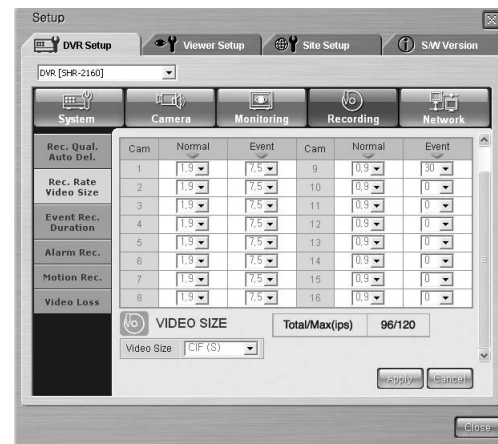 Setup
DVR Setup
Viewer Setup
Site Setup
S/W Version
DVR [SHR-2160]
System
Camera
Monitoring
Recording
Network
Rec. Qual.
Auto Del.
Rec. Rate
Video Size
Event Rec.
Duration
Alarm Rec.
Motion Rec.
Video Loss
Cam Normal Event Cam Normal Event
1 1,9 7,5 9 0,9 30
2 1,9 7,5 10 0,9 0
3 1,9 7,5 11 0,9 0
4 1,9 7,5 12 0,9 0
5 1,9 7,5 13 0,9 0
6 1,9 7,5 14 0,9 0
7 1,9 7,5 15 0,9 0
8 1,9 7,5 16 0,9 0
VIDEO SIZE
Total/Max(ips) 96/120
Video Size CIF (S)
Apply Cancel
Close